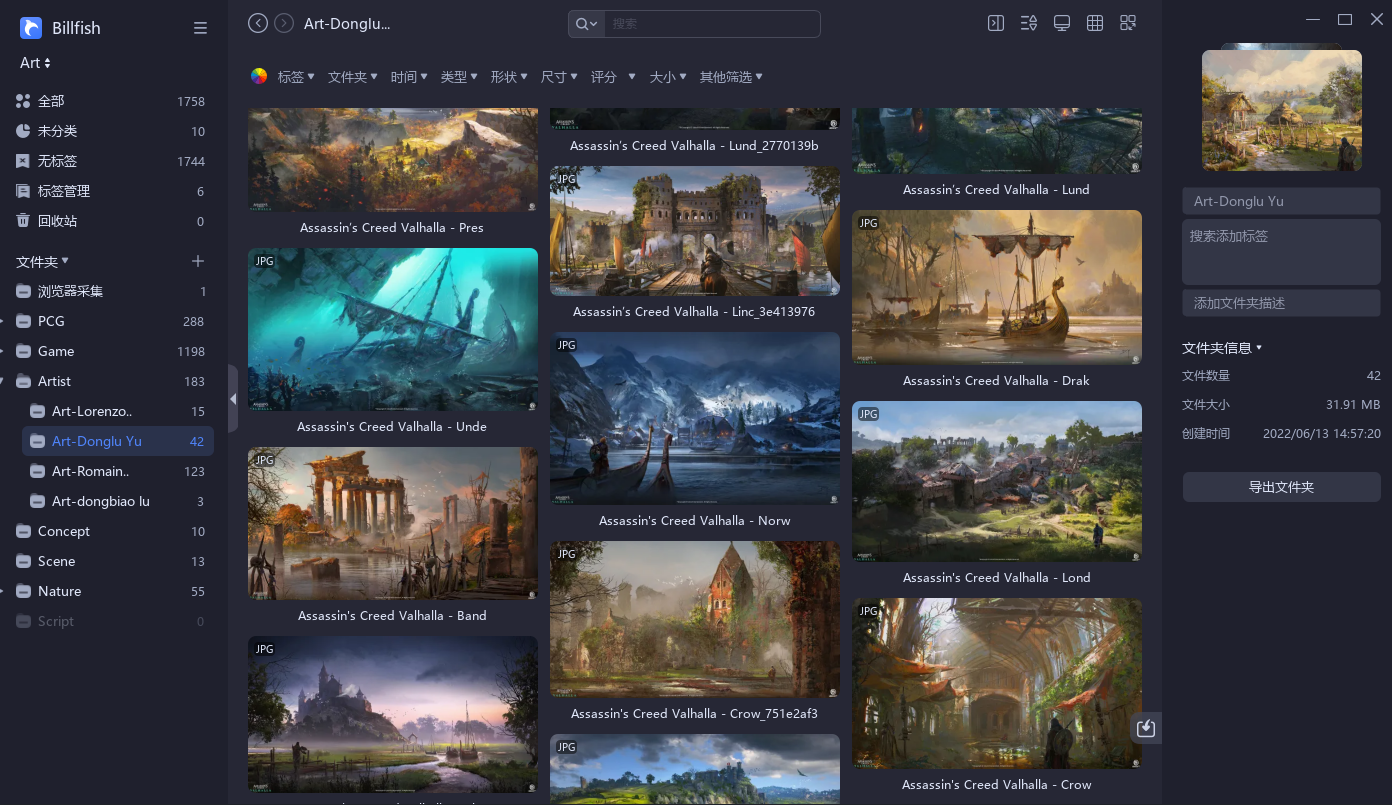 Billfish
Art
全部 1758
未分类 10
无标签 1744
标签管理 6
回收站 0
文件夹
浏览器采集 1
PCG 288
Game 1198
Artist 183
Art-Lorenzo.. 15
Art-Donglu Yu 42
Art-Romain.. 123
Art-dongbiao lu 3
Concept 10
Scene 13
Nature 55
Script 0
Art-Donglu...
搜索
标签 文件夹 时间 类型 形状 尺寸 评分 大小 其他筛选
Assassin's Creed Valhalla - Pres
JPG
Assassin's Creed Valhalla - Unde
JPG
Assassin's Creed Valhalla - Band
JPG
Assassin's Creed Valhalla - Lund_2770139b
JPG
Assassin's Creed Valhalla - Linc_3e413976
JPG
Assassin's Creed Valhalla - Norw
JPG
Assassin's Creed Valhalla - Crow_751e2af3
JPG
Assassin's Creed Valhalla - Lund
JPG
Assassin's Creed Valhalla - Drak
JPG
Assassin's Creed Valhalla - Lond
JPG
Assassin's Creed Valhalla - Crow
Art-Donglu Yu
搜索添加标签
添加文件夹描述
文件夹信息
文件数量 42
文件大小 31.91 MB
创建时间 2022/06/13 14:57:20
导出文件夹